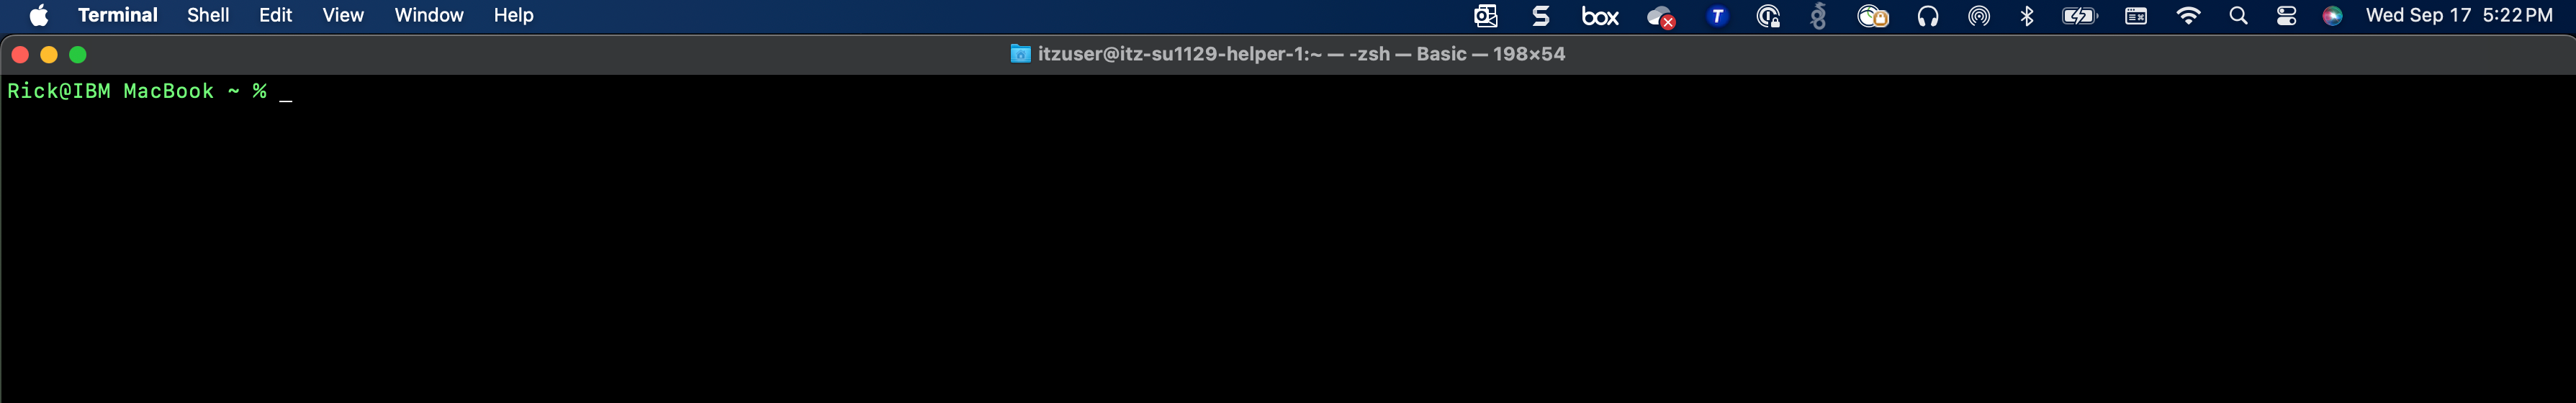 Terminal Shell Edit View Window Help box T Wed Sep 17 5:22 PM
itzuser@itz-su1129-helper-1:~ — -zsh — Basic — 198×54
Rick@IBM MacBook ~ % _